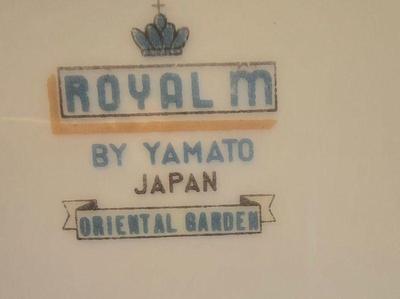 ROYAL M
BY YAMATO
JAPAN
ORIENTAL GARDEN